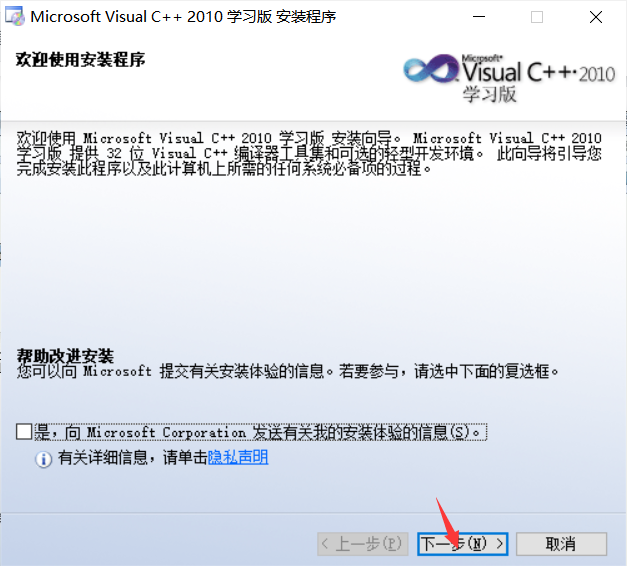 Microsoft Visual C++ 2010 学习版 安装程序
欢迎使用安装程序
Microsoft
Visual C++ 2010
学习版
欢迎使用 Microsoft Visual C++ 2010 学习版 安装向导。 Microsoft Visual C++ 2010
学习版 提供 32 位 Visual C++ 编译器工具集和可选的轻型开发环境。 此向导将引导您
完成安装此程序以及此计算机上所需的任何系统必备项的过程。
帮助改进安装
您可以向 Microsoft 提交有关安装体验的信息。若要参与，请选中下面的复选框。
是，向 Microsoft Corporation 发送有关我的安装体验的信息(S)。
有关详细信息，请单击隐私声明
< 上一步(P)
下一步(N) >
取消